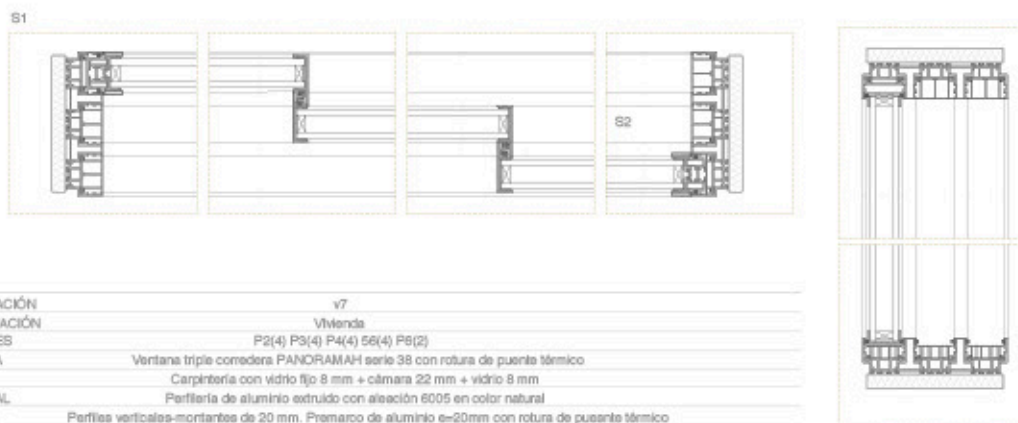 S1
S2
ACIÓN v7
ACIÓN Vivienda
ES P2(4) P3(4) P4(4) 56(4) P6(2)
A Ventana triple corredera PANORAMAH serie 38 con rotura de puente térmico
Carpintería con vidrio fijo 8 mm + cámara 22 mm + vidrio 8 mm
AL Perfilería de aluminio extruido con aleación 6005 en color natural
Perfiles verticales-montantes de 20 mm. Premarco de aluminio e=20mm con rotura de pueante térmico